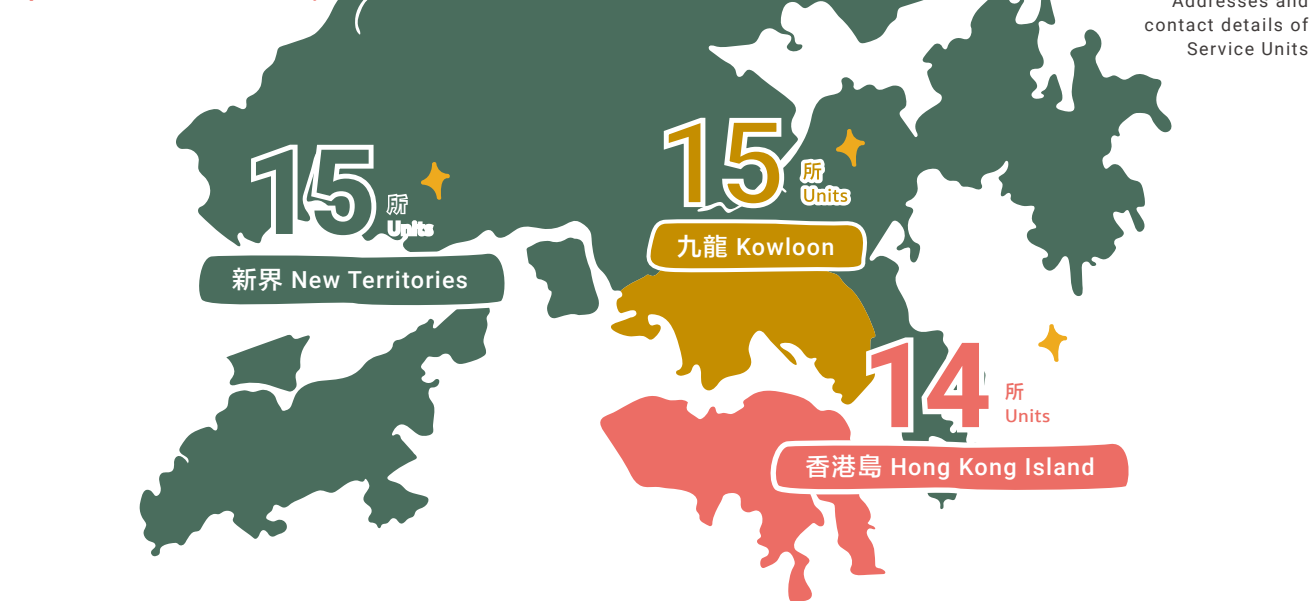 Addresses and
contact details of
Service Units
15 所
Units
九龍 Kowloon
15 所
Units
新界 New Territories
14 所
Units
香港島 Hong Kong Island